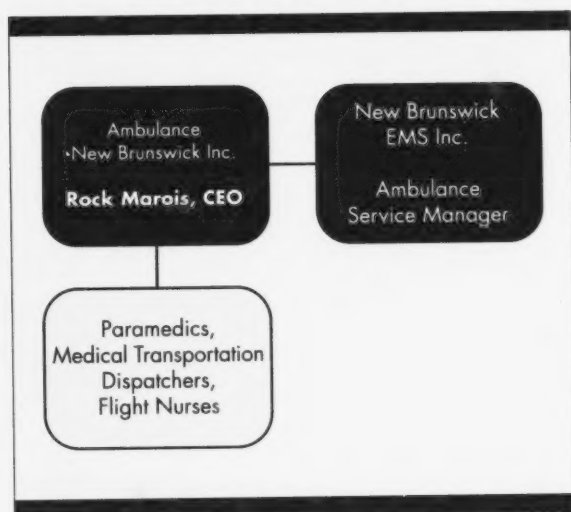 Ambulance
New Brunswick Inc.
Rock Marois, CEO
New Brunswick
EMS Inc.
Ambulance
Service Manager
Paramedics,
Medical Transportation
Dispatchers,
Flight Nurses